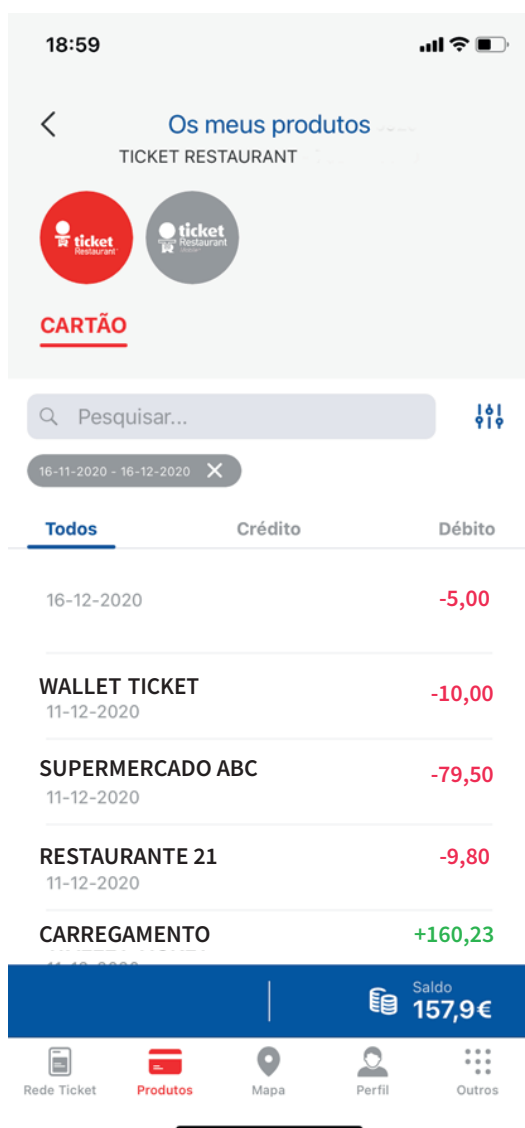 18:59
Os meus produtos
TICKET RESTAURANT
ticket
Restaurant
ticket
Restaurant
CARTÃO
Pesquisar...
16-11-2020 - 16-12-2020
Todos Crédito Débito
16-12-2020 -5,00
WALLET TICKET -10,00
11-12-2020
SUPERMERCADO ABC -79,50
11-12-2020
RESTAURANTE 21 -9,80
11-12-2020
CARREGAMENTO +160,23
Saldo
157,9€
Rede Ticket Produtos Mapa Perfil Outros